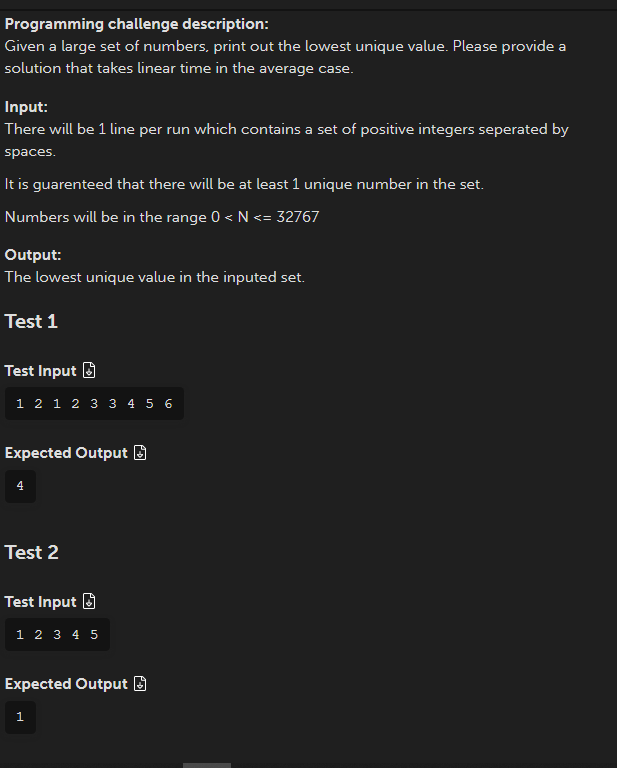 Programming challenge description:
Given a large set of numbers, print out the lowest unique value. Please provide a
solution that takes linear time in the average case.
Input:
There will be 1 line per run which contains a set of positive integers seperated by
spaces.
It is guarenteed that there will be at least 1 unique number in the set.
Numbers will be in the range 0 < N <= 32767
Output:
The lowest unique value in the inputed set.
Test 1
Test Input
1 2 1 2 3 3 4 5 6
Expected Output
4
Test 2
Test Input
1 2 3 4 5
Expected Output
1